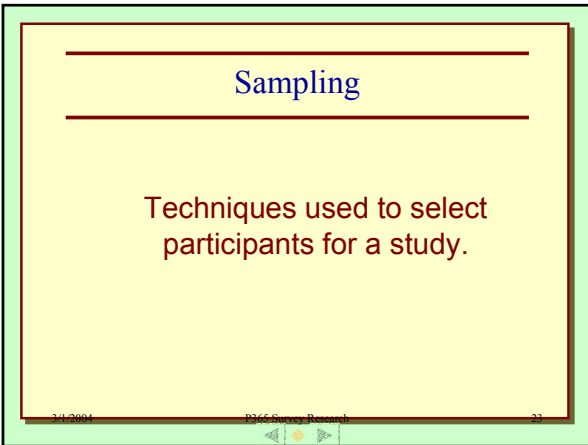 Sampling
Techniques used to select
participants for a study.
3/1/2004 P365 Survey Research 23